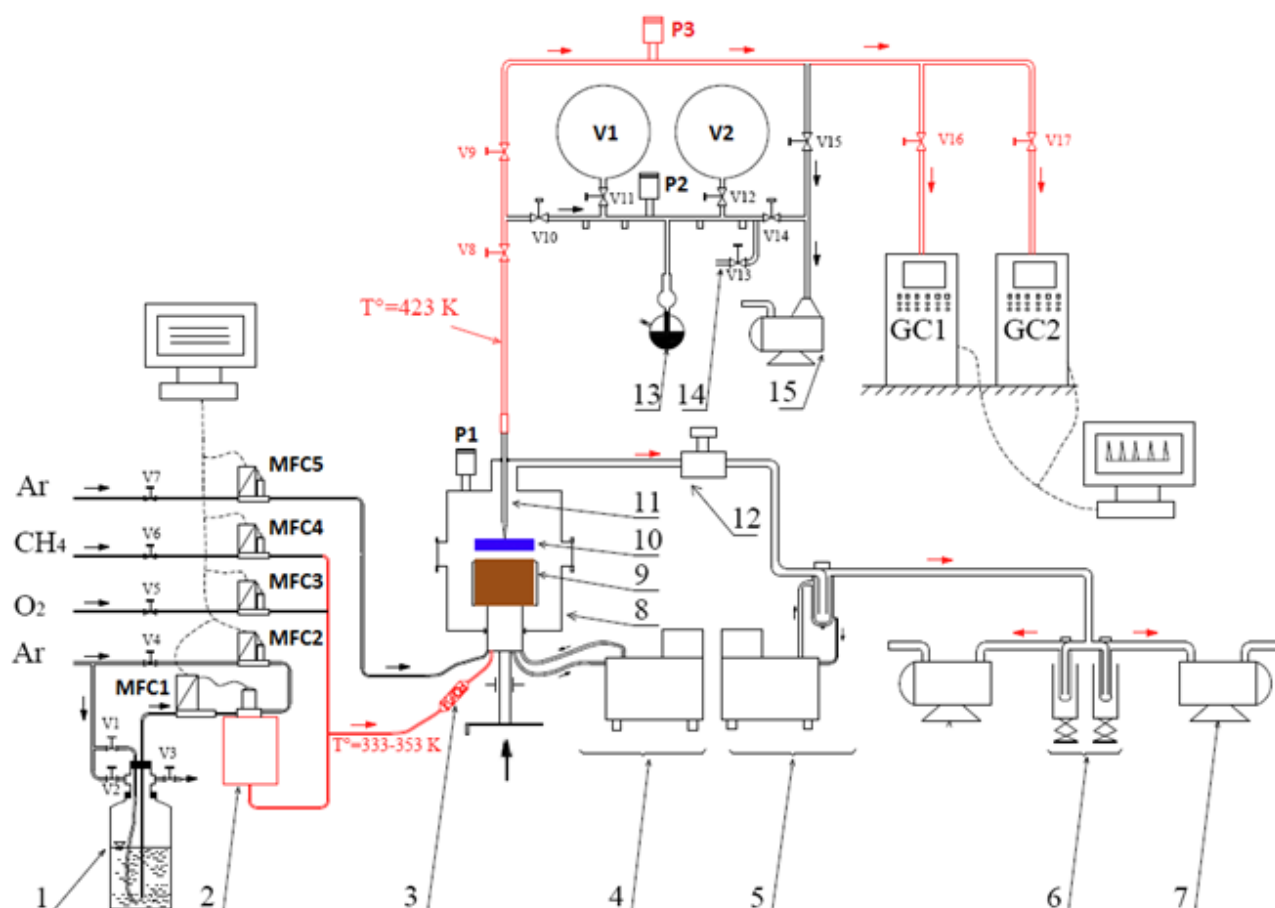 P3
V1
V2
V9
V11
P2
V12
V15
V16
V17
V10
V14
V8
V13
T°=423 K
GC1
GC2
13
14
15
P1
MFC5
Ar
V7
11
12
MFC4
CH4
V6
10
MFC3
9
O2
V5
8
MFC2
Ar
V4
MFC1
V1
V3
T°=333-353 K
V2
1
2
3
4
5
6
7